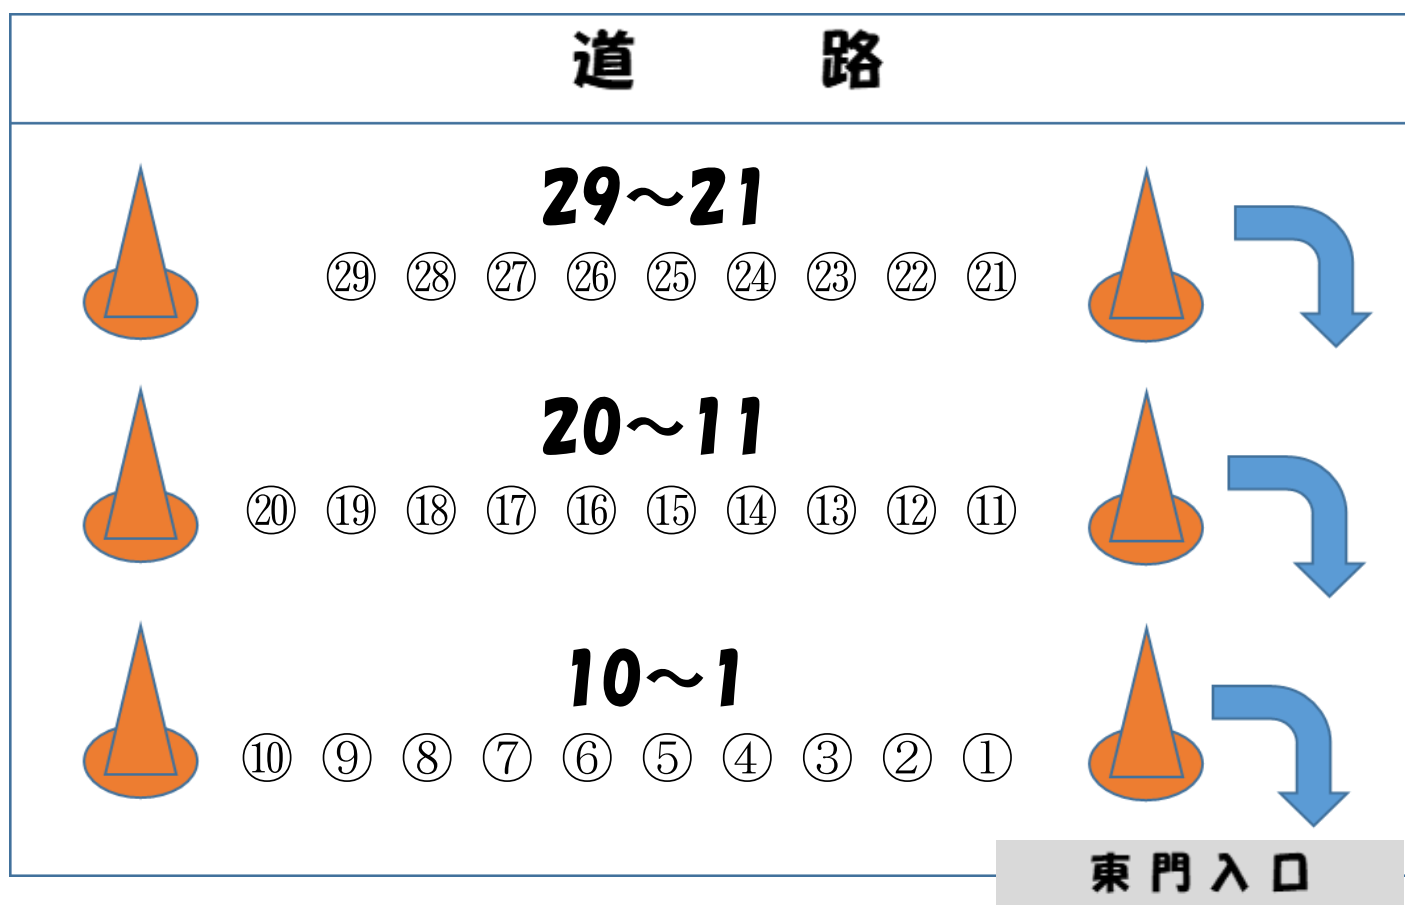 道 路
29～21
㉙ ㉘ ㉗ ㉖ ㉕ ㉔ ㉓ ㉒ ㉑
20～11
⑳ ⑲ ⑱ ⑰ ⑯ ⑮ ⑭ ⑬ ⑫ ⑪
10～1
⑩ ⑨ ⑧ ⑦ ⑥ ⑤ ④ ③ ② ①
東門入口